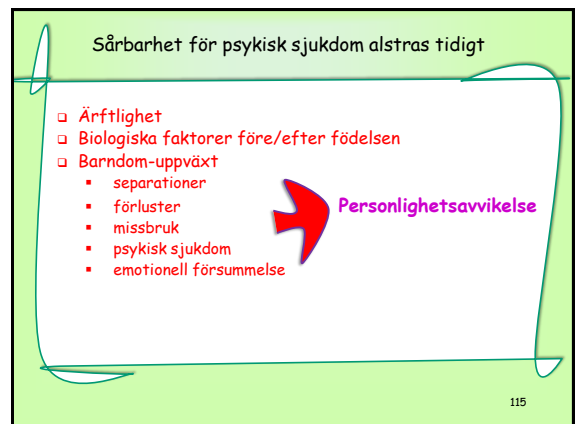 Sårbarhet för psykisk sjukdom alstras tidigt
Ärftlighet
Biologiska faktorer före/efter födelsen
Barndom-uppväxt
separationer
förluster
missbruk
psykisk sjukdom
emotionell försummelse
Personlighetsavvikelse
115